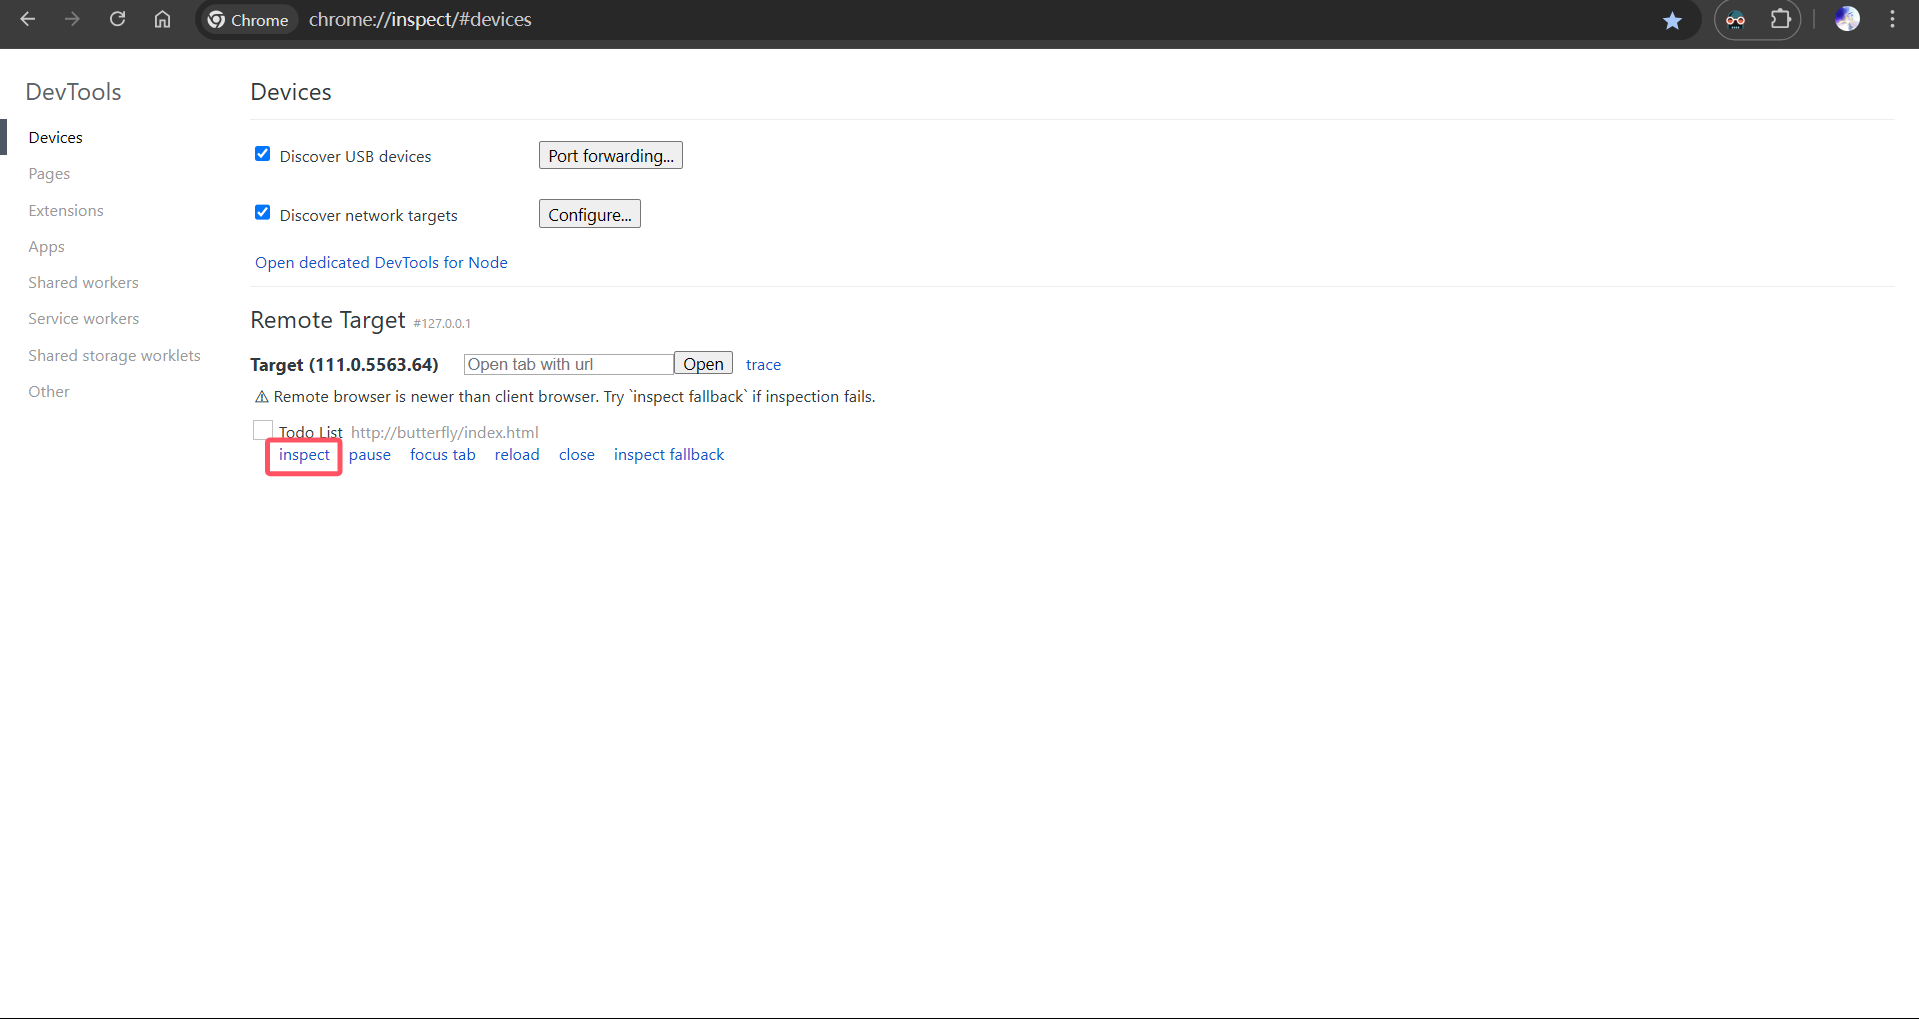 Chrome chrome://inspect/#devices
DevTools
Devices
Pages
Extensions
Apps
Shared workers
Service workers
Shared storage worklets
Other
Devices
Discover USB devices Port forwarding...
Discover network targets Configure...
Open dedicated DevTools for Node
Remote Target #127.0.0.1
Target (111.0.5563.64) Open tab with url Open trace
⚠ Remote browser is newer than client browser. Try `inspect fallback` if inspection fails.
Todo List http://butterfly/index.html
inspect pause focus tab reload close inspect fallback